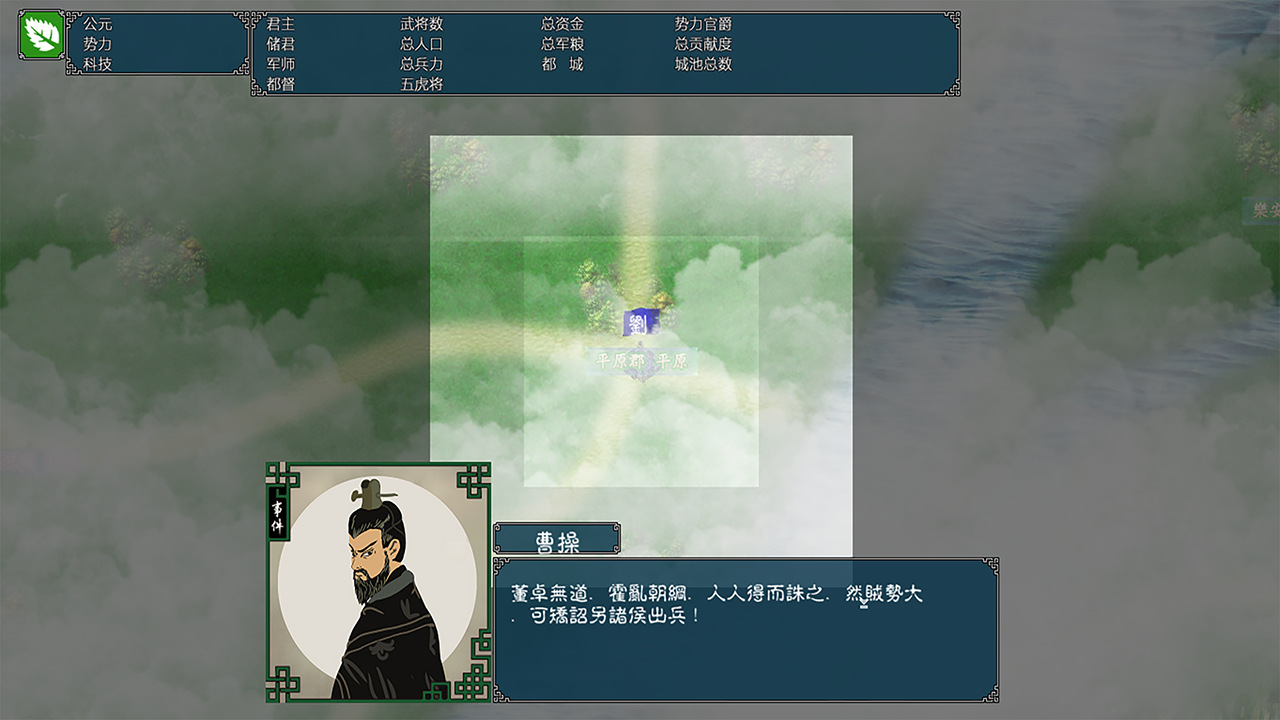 公元
势力
科技
君主 武将数 总资金 势力官爵
储君 总人口 总军粮 总贡献度
军师 总兵力 都 城 城池总数
都督 五虎将
劉
平原郡 平原
事件
曹操
董卓無道. 霍亂朝綱. 人人得而誅之. 然賊勢大
. 可矯詔另諸侯出兵!